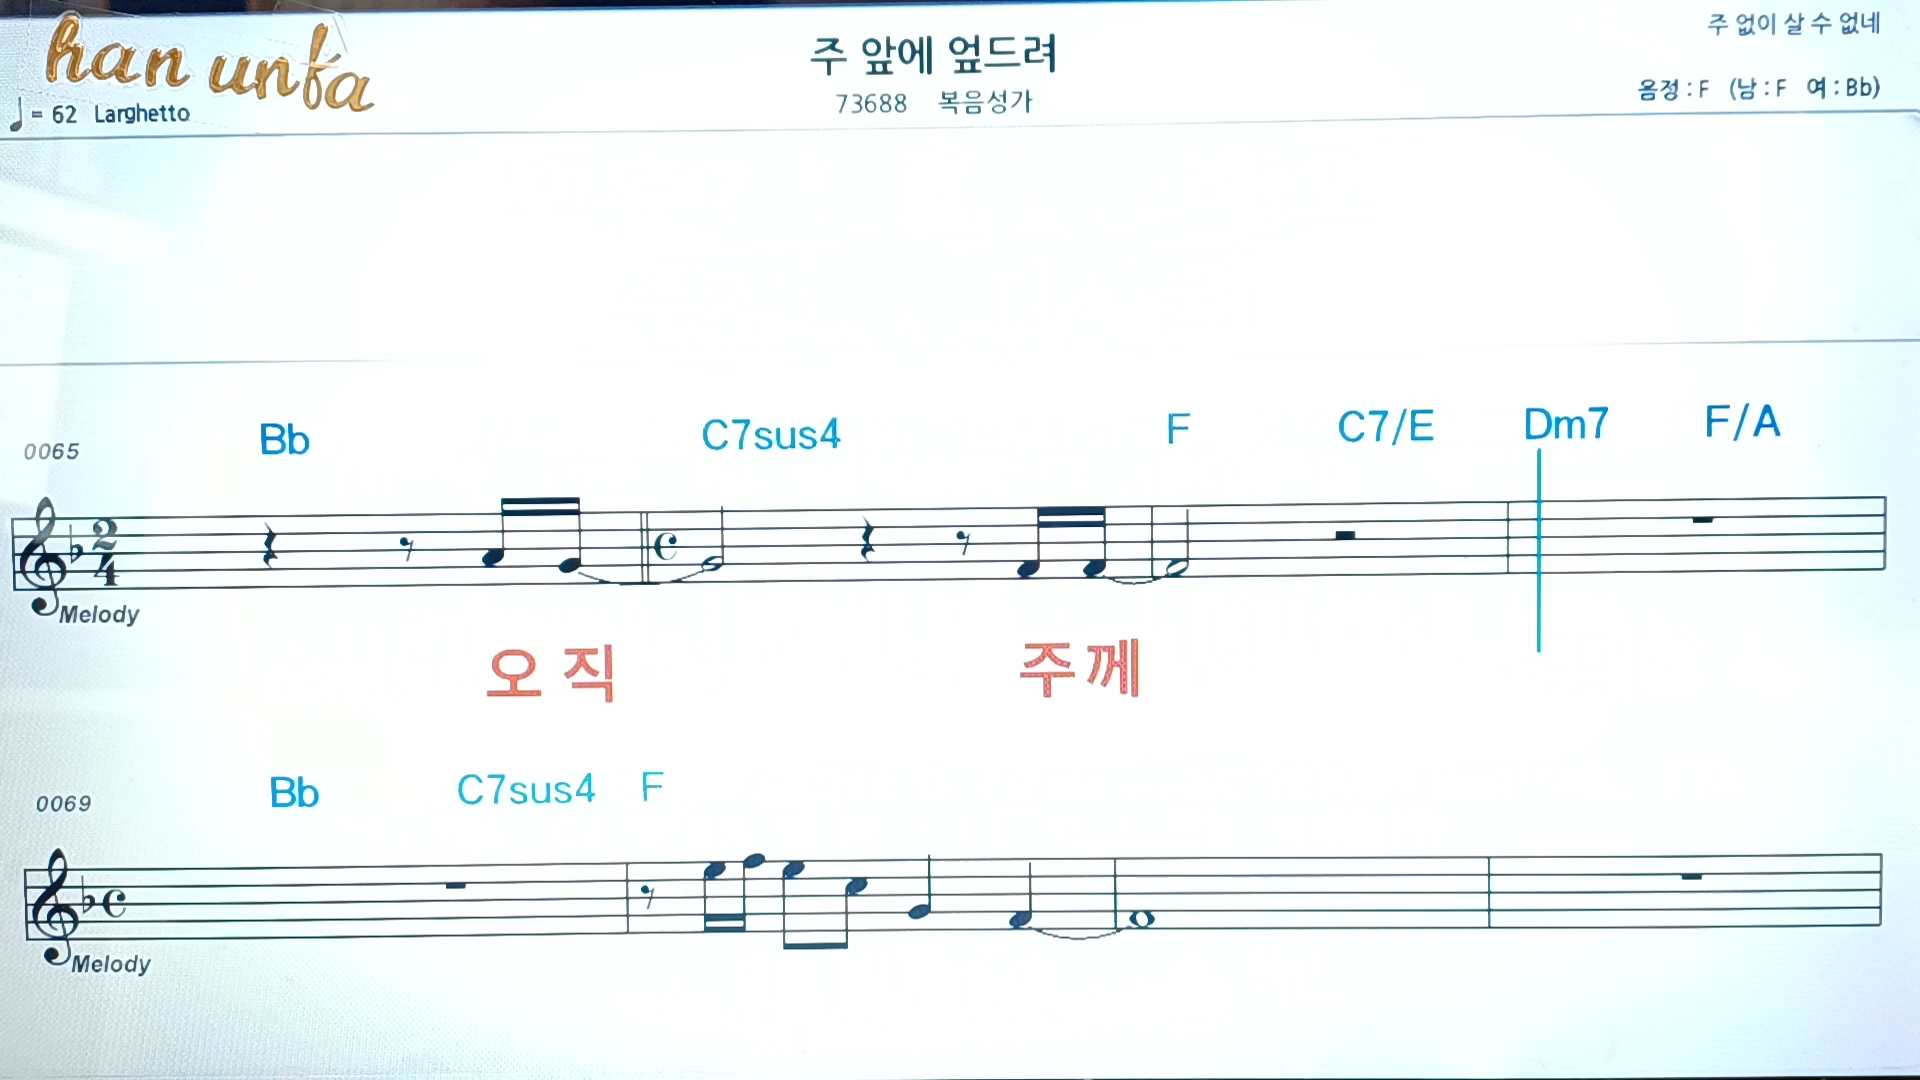 han unfa
♩= 62 Larghetto
주 앞에 엎드려
73688 복음성가
주 없이 살 수 없네
음정 : F (남 : F 여 : Bb)
0065
Bb C7sus4 F C7/E Dm7 F/A
2
4
Melody
오 직 주 께
0069
Bb C7sus4 F
Melody